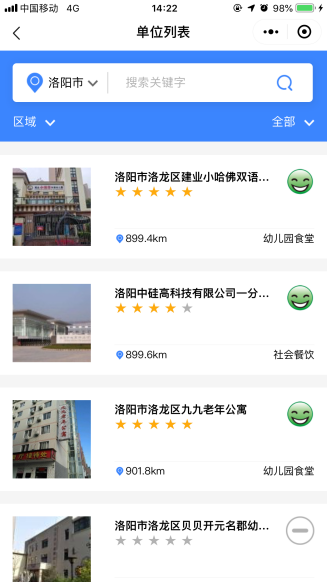 中国移动 4G 14:22 98%
单位列表
洛阳市 搜索关键字
区域 全部
洛阳市洛龙区建业小哈佛双语...
899.4km 幼儿园食堂
洛阳中硅高科技有限公司一分...
899.6km 社会餐饮
洛阳市洛龙区九九老年公寓
901.8km 幼儿园食堂
洛阳市洛龙区贝贝开元名郡幼...